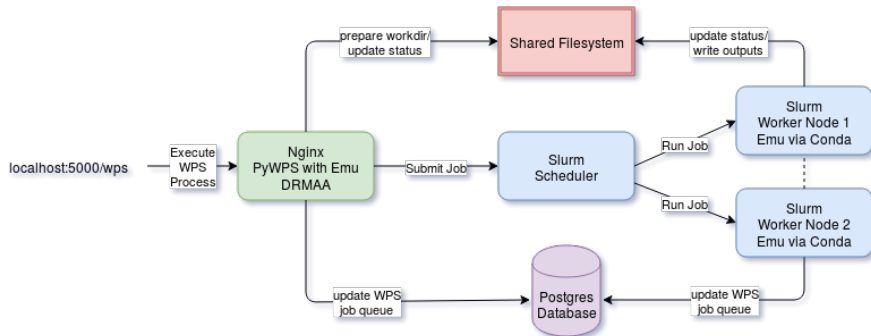 prepare workdir/
update status
Shared Filesystem
update status/
write outputs
localhost:5000/wps
Execute
WPS
Process
Nginx
PyWPS with Emu
DRMAA
Submit Job
Slurm
Scheduler
Run Job
Run Job
Slurm
Worker Node 1
Emu via Conda
Slurm
Worker Node 2
Emu via Conda
update WPS
job queue
Postgres
Database
update WPS
job queue